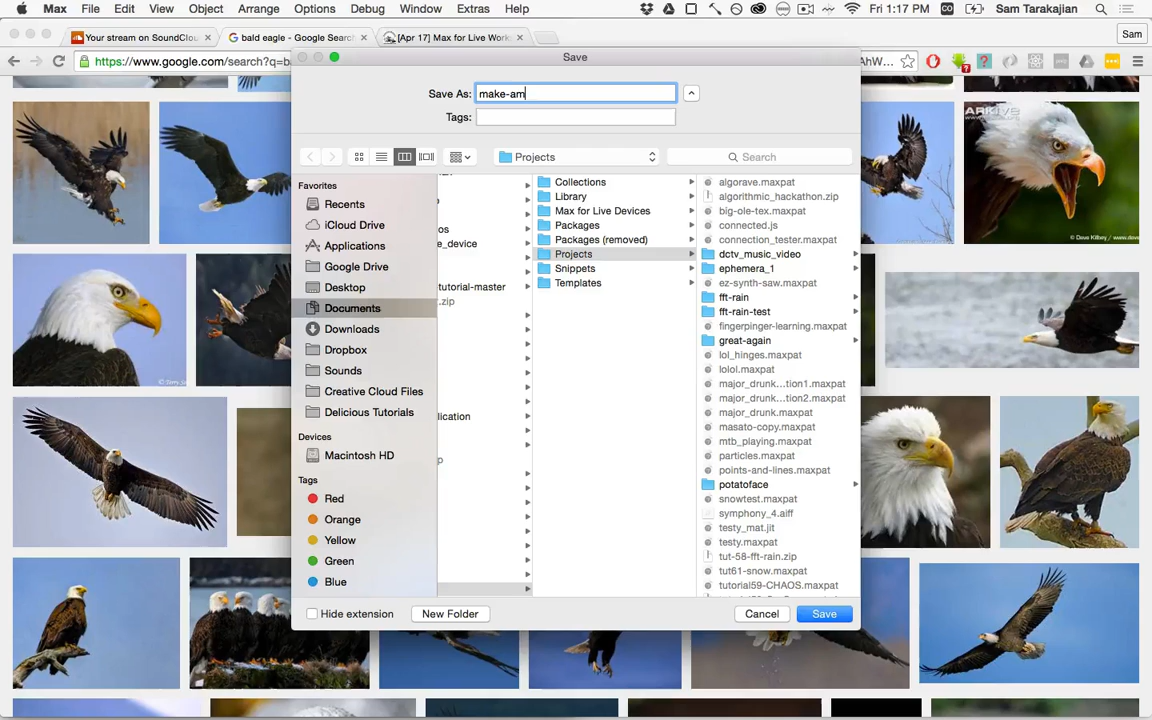 Max File Edit View Object Arrange Options Debug Window Extras Help Fri 1:17 PM Sam Tarakajian
Your stream on SoundClou × bald eagle - Google Search × [Apr 17] Max for Live Works × Sam
https://www.google.com/search?q=ba
Save
Save As: make-am
Tags:
Projects
Search
Favorites
Recents
iCloud Drive
Applications
Google Drive
Desktop
Documents
Downloads
Dropbox
Sounds
Creative Cloud Files
Delicious Tutorials
Devices
Macintosh HD
Tags
Red
Orange
Yellow
Green
Blue
os
e_device
tutorial-master
.zip
lication
Collections
Library
Max for Live Devices
Packages
Packages (removed)
Projects
Snippets
Templates
algorave.maxpat
algorithmic_hackathon.zip
big-ole-tex.maxpat
connected.js
connection_tester.maxpat
dctv_music_video
ephemera_1
ez-synth-saw.maxpat
fft-rain
fft-rain-test
fingerpinger-learning.maxpat
great-again
lol_hinges.maxpat
lolol.maxpat
major_drunk...tion1.maxpat
major_drunk...tion2.maxpat
major_drunk.maxpat
masato-copy.maxpat
mtb_playing.maxpat
particles.maxpat
points-and-lines.maxpat
potatoface
snowtest.maxpat
symphony_4.aiff
testy_mat.jit
testy.maxpat
tut-58-fft-rain.zip
tut61-snow.maxpat
tutorial59-CHAOS.maxpat
Hide extension
New Folder
Cancel
Save
ARKIVE